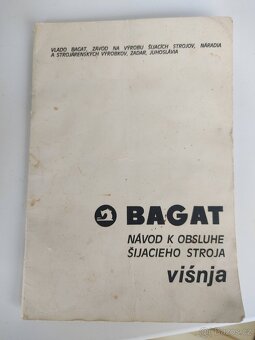 VLADO BAGAT, ZÁVOD NA VÝROBU ŠIJACÍCH STROJOV, NÁRADIA
A STROJÁRENSKÝCH VÝROBKOV, ZADAR, JUHOSLÁVIA
BAGAT
NÁVOD K OBSLUHE
ŠIJACIEHO STROJA
višnja